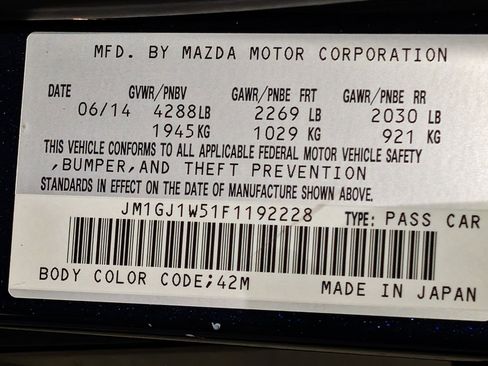 MFD. BY MAZDA MOTOR CORPORATION
DATE GVWR/PNBV GAWR/PNBE FRT GAWR/PNBE RR
06/14 4288LB 2269 LB 2030 LB
1945KG 1029 KG 921 KG
THIS VEHICLE CONFORMS TO ALL APPLICABLE FEDERAL MOTOR VEHICLE SAFETY
,BUMPER,AND THEFT PREVENTION
STANDARDS IN EFFECT ON THE DATE OF MANUFACTURE SHOWN ABOVE.
JM1GJ1W51F1192228 TYPE: PASS CAR
BODY COLOR CODE;42M MADE IN JAPAN